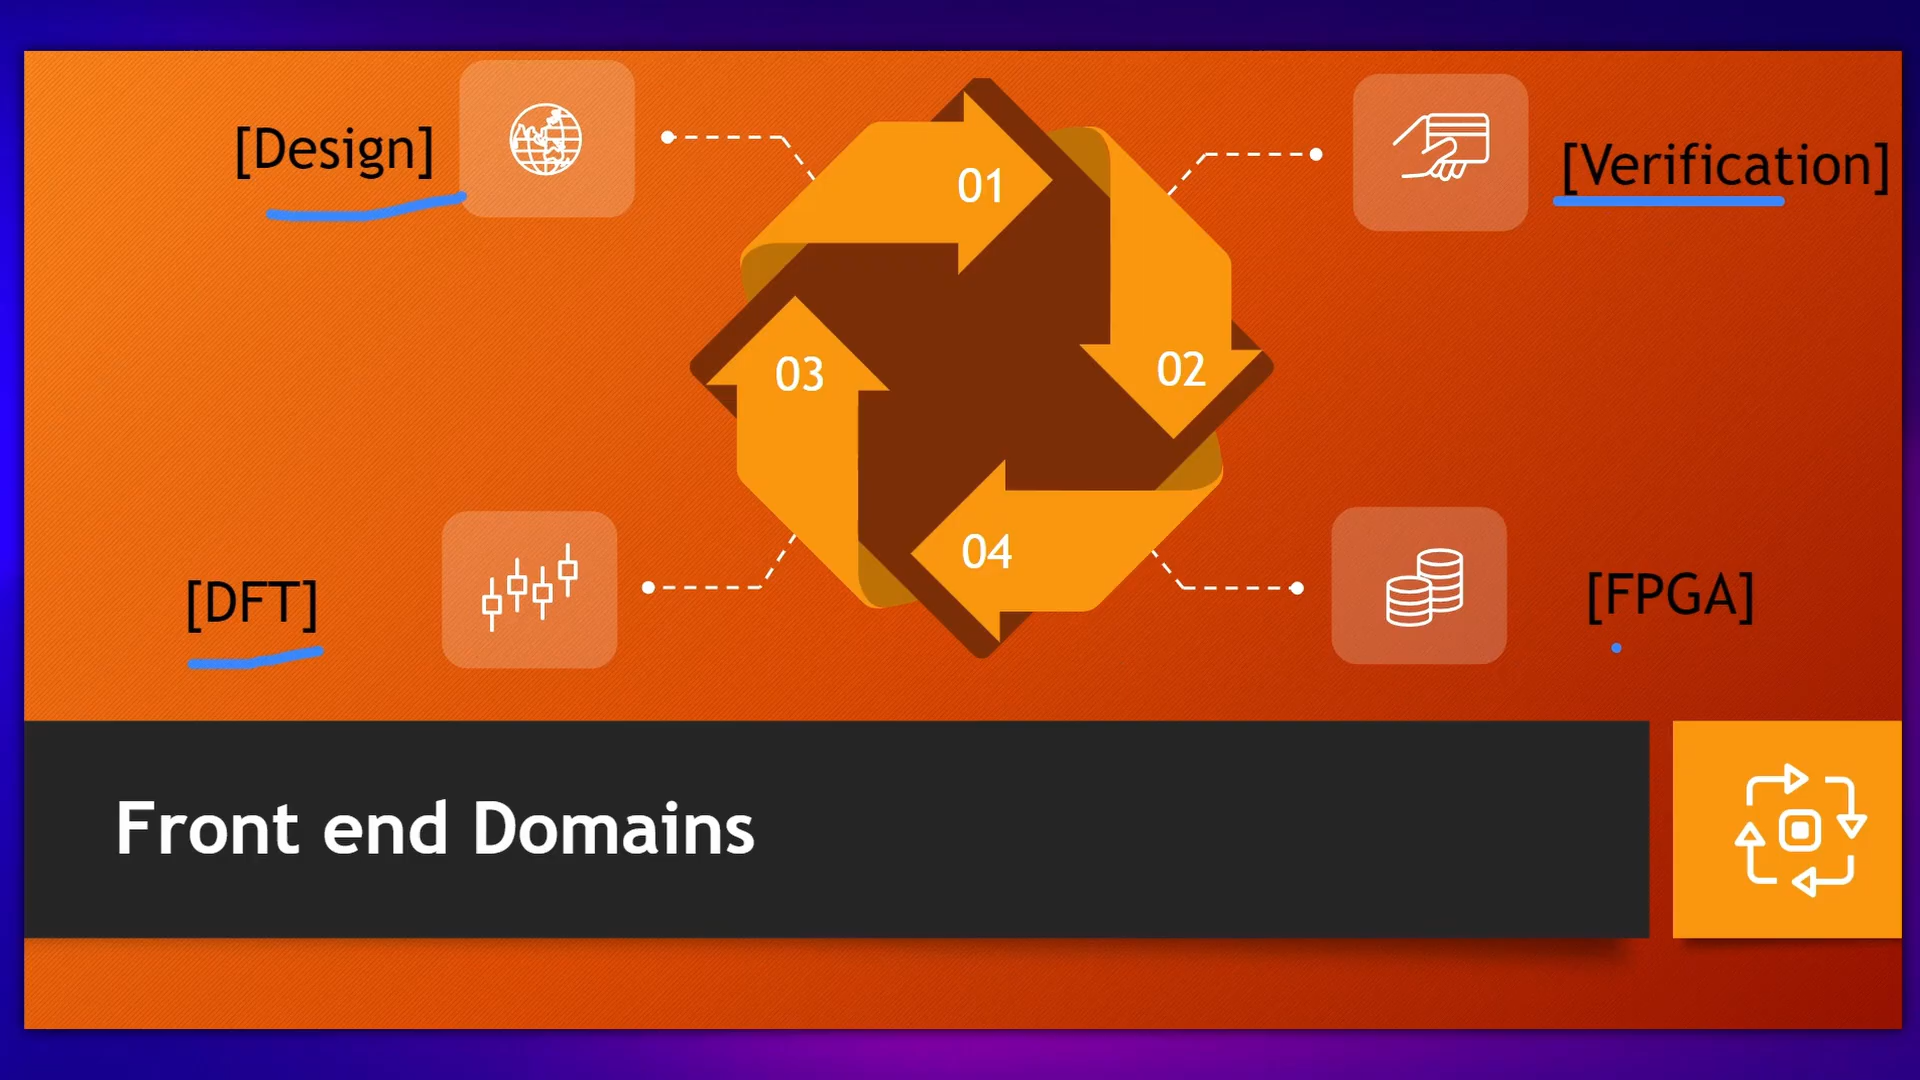 [Design]
01
[Verification]
03
02
[DFT]
04
[FPGA]
Front end Domains